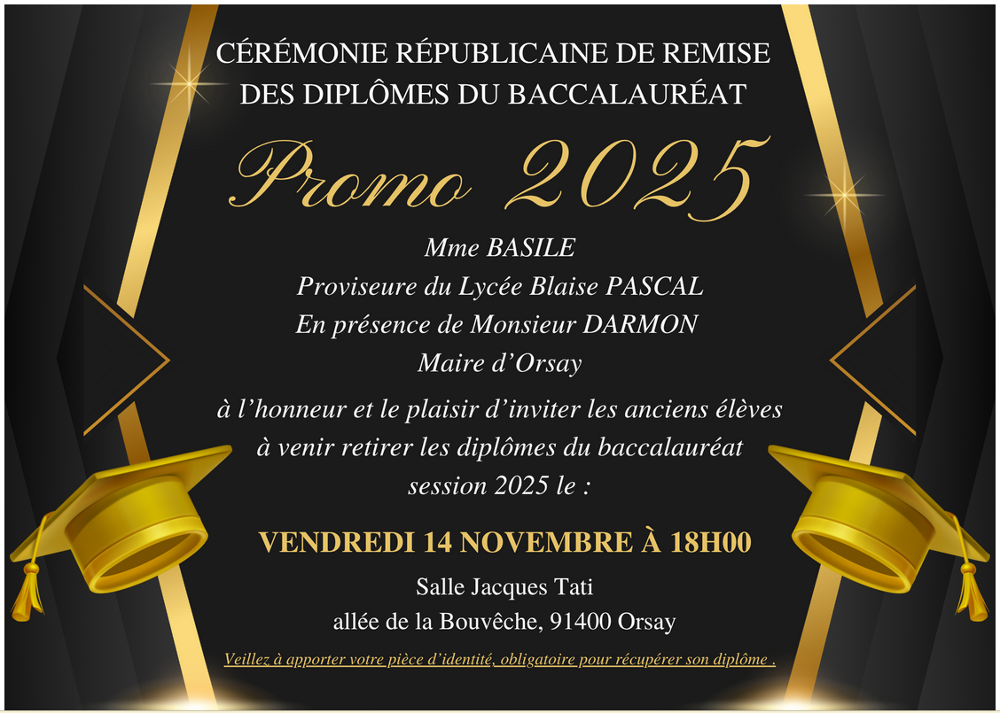 CÉRÉMONIE RÉPUBLICAINE DE REMISE
DES DIPLÔMES DU BACCALAURÉAT
Promo 2025
Mme BASILE
Proviseure du Lycée Blaise PASCAL
En présence de Monsieur DARMON
Maire d’Orsay
à l’honneur et le plaisir d’inviter les anciens élèves
à venir retirer les diplômes du baccalauréat
session 2025 le :
VENDREDI 14 NOVEMBRE À 18H00
Salle Jacques Tati
allée de la Bouvêche, 91400 Orsay
Veillez à apporter votre pièce d’identité, obligatoire pour récupérer son diplôme .